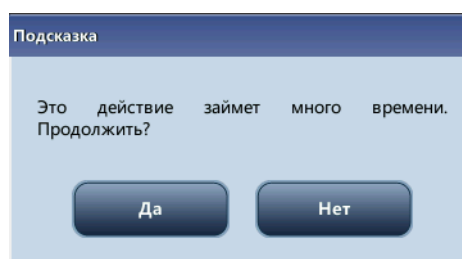 Подсказка
Это действие займет много времени.
Продолжить?
Да
Нет